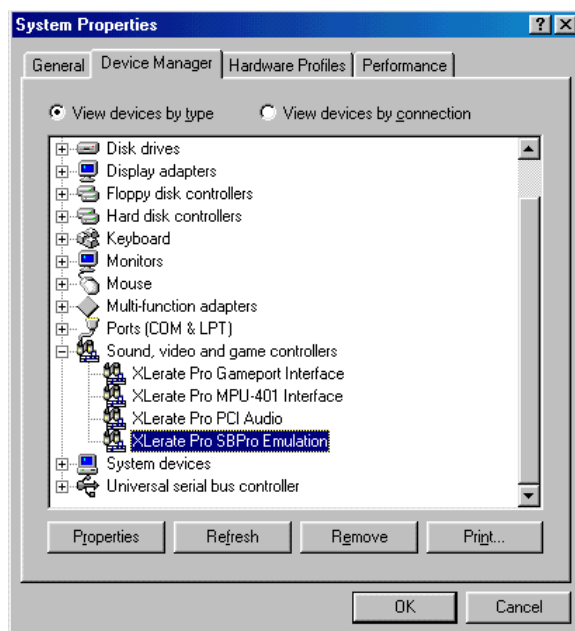 System Properties
General Device Manager Hardware Profiles Performance
View devices by type View devices by connection
Disk drives
Display adapters
Floppy disk controllers
Hard disk controllers
Keyboard
Monitors
Mouse
Multi-function adapters
Ports (COM & LPT)
Sound, video and game controllers
XLerate Pro Gameport Interface
XLerate Pro MPU-401 Interface
XLerate Pro PCI Audio
XLerate Pro SBPro Emulation
System devices
Universal serial bus controller
Properties Refresh Remove Print...
OK Cancel